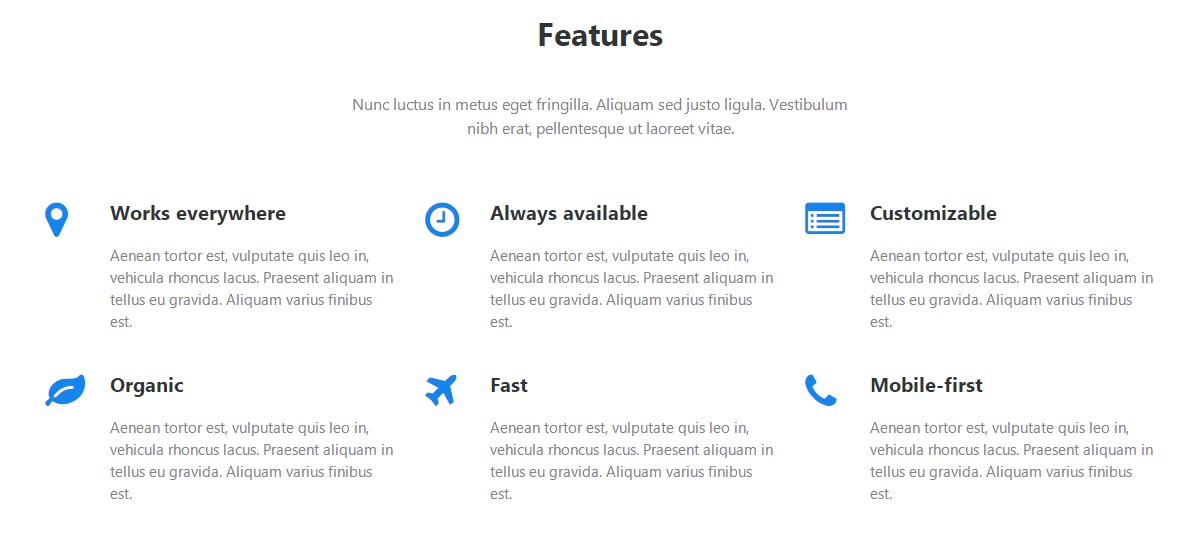 Features
Nunc luctus in metus eget fringilla. Aliquam sed justo ligula. Vestibulum
nibh erat, pellentesque ut laoreet vitae.
Works everywhere
Aenean tortor est, vulputate quis leo in,
vehicula rhoncus lacus. Praesent aliquam in
tellus eu gravida. Aliquam varius finibus
est.
Always available
Aenean tortor est, vulputate quis leo in,
vehicula rhoncus lacus. Praesent aliquam in
tellus eu gravida. Aliquam varius finibus
est.
Customizable
Aenean tortor est, vulputate quis leo in,
vehicula rhoncus lacus. Praesent aliquam in
tellus eu gravida. Aliquam varius finibus
est.
Organic
Aenean tortor est, vulputate quis leo in,
vehicula rhoncus lacus. Praesent aliquam in
tellus eu gravida. Aliquam varius finibus
est.
Fast
Aenean tortor est, vulputate quis leo in,
vehicula rhoncus lacus. Praesent aliquam in
tellus eu gravida. Aliquam varius finibus
est.
Mobile-first
Aenean tortor est, vulputate quis leo in,
vehicula rhoncus lacus. Praesent aliquam in
tellus eu gravida. Aliquam varius finibus
est.